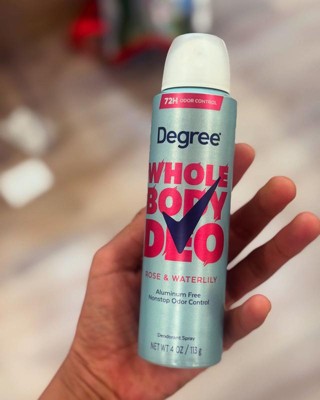 72H ODOR CONTROL
Degree
WHOLE
BODY
DEO
ROSE & WATERLILY
Aluminum Free
Nonstop Odor Control
Deodorant Spray
NET WT 4 OZ / 113 g